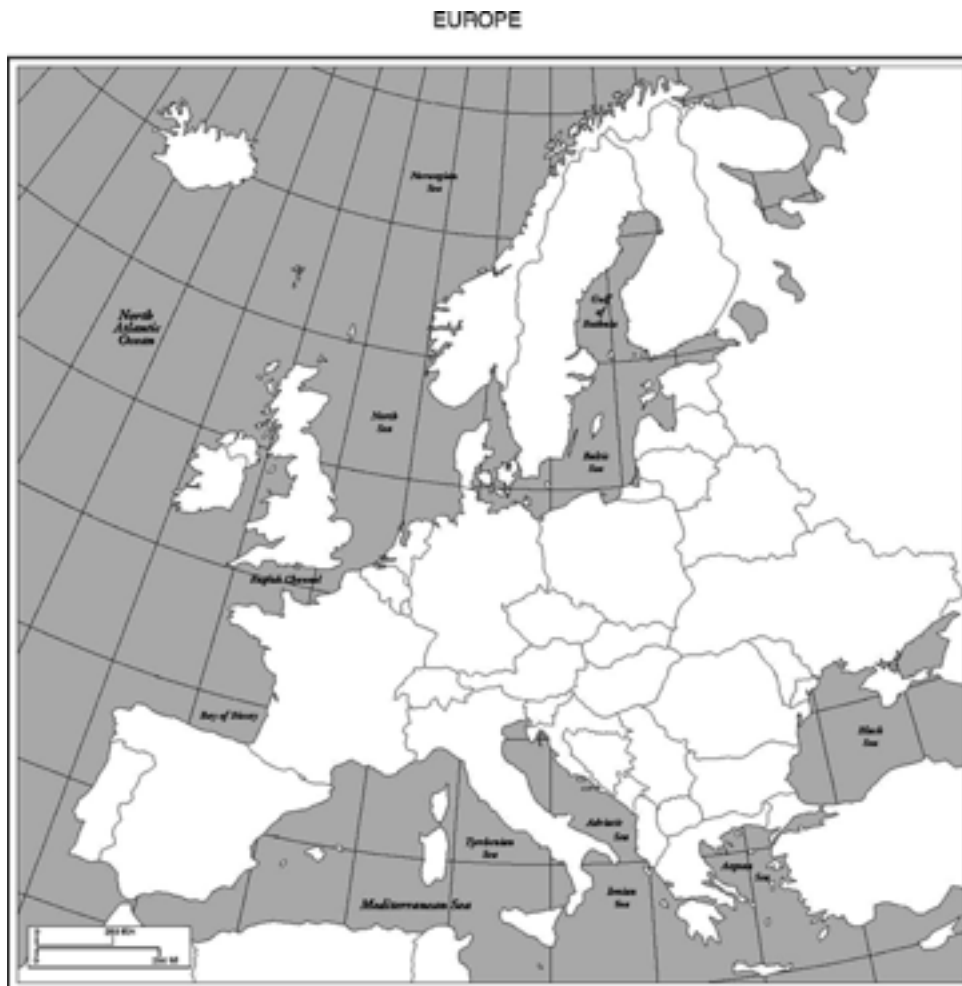 EUROPE
Norwegian
Sea
North
Atlantic
Ocean
Gulf
of
Bothnia
North
Sea
Baltic
Sea
English Channel
Bay of Biscay
Black
Sea
Adriatic
Sea
Tyrrhenian
Sea
Aegean
Sea
Mediterranean Sea
Ionian
Sea